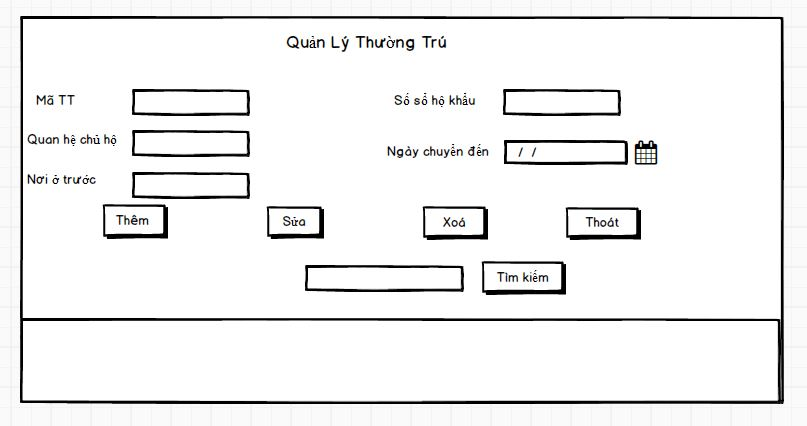 Quản Lý Thường Trú
Mã TT
Số sổ hộ khẩu
Quan hệ chủ hộ
Ngày chuyển đến / /
Nơi ở trước
Thêm Sửa Xoá Thoát
Tìm kiếm